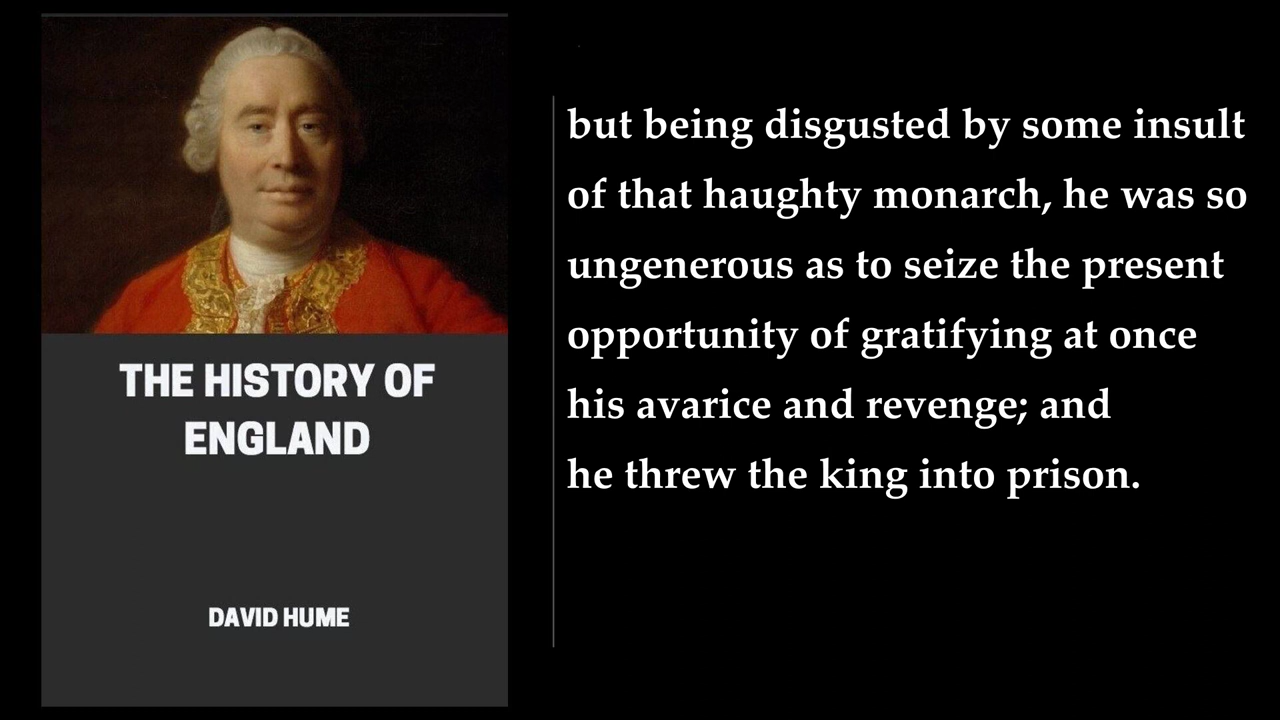 THE HISTORY OF
ENGLAND
DAVID HUME
but being disgusted by some insult
of that haughty monarch, he was so
ungenerous as to seize the present
opportunity of gratifying at once
his avarice and revenge; and
he threw the king into prison.